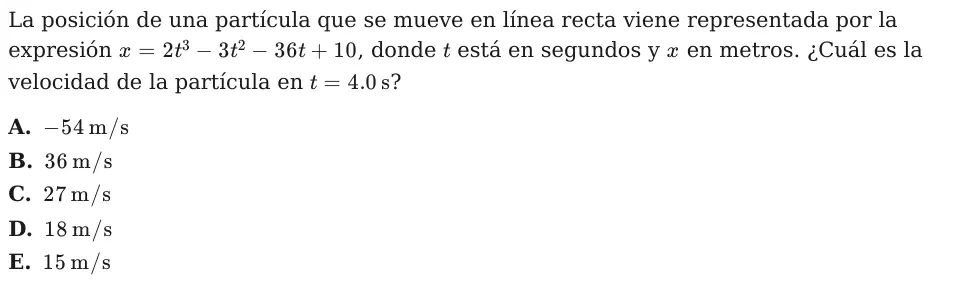 La posición de una partícula que se mueve en línea recta viene representada por la
expresión x = 2t³ − 3t² − 36t + 10, donde t está en segundos y x en metros. ¿Cuál es la
velocidad de la partícula en t = 4.0 s?
A. −54 m/s
B. 36 m/s
C. 27 m/s
D. 18 m/s
E. 15 m/s